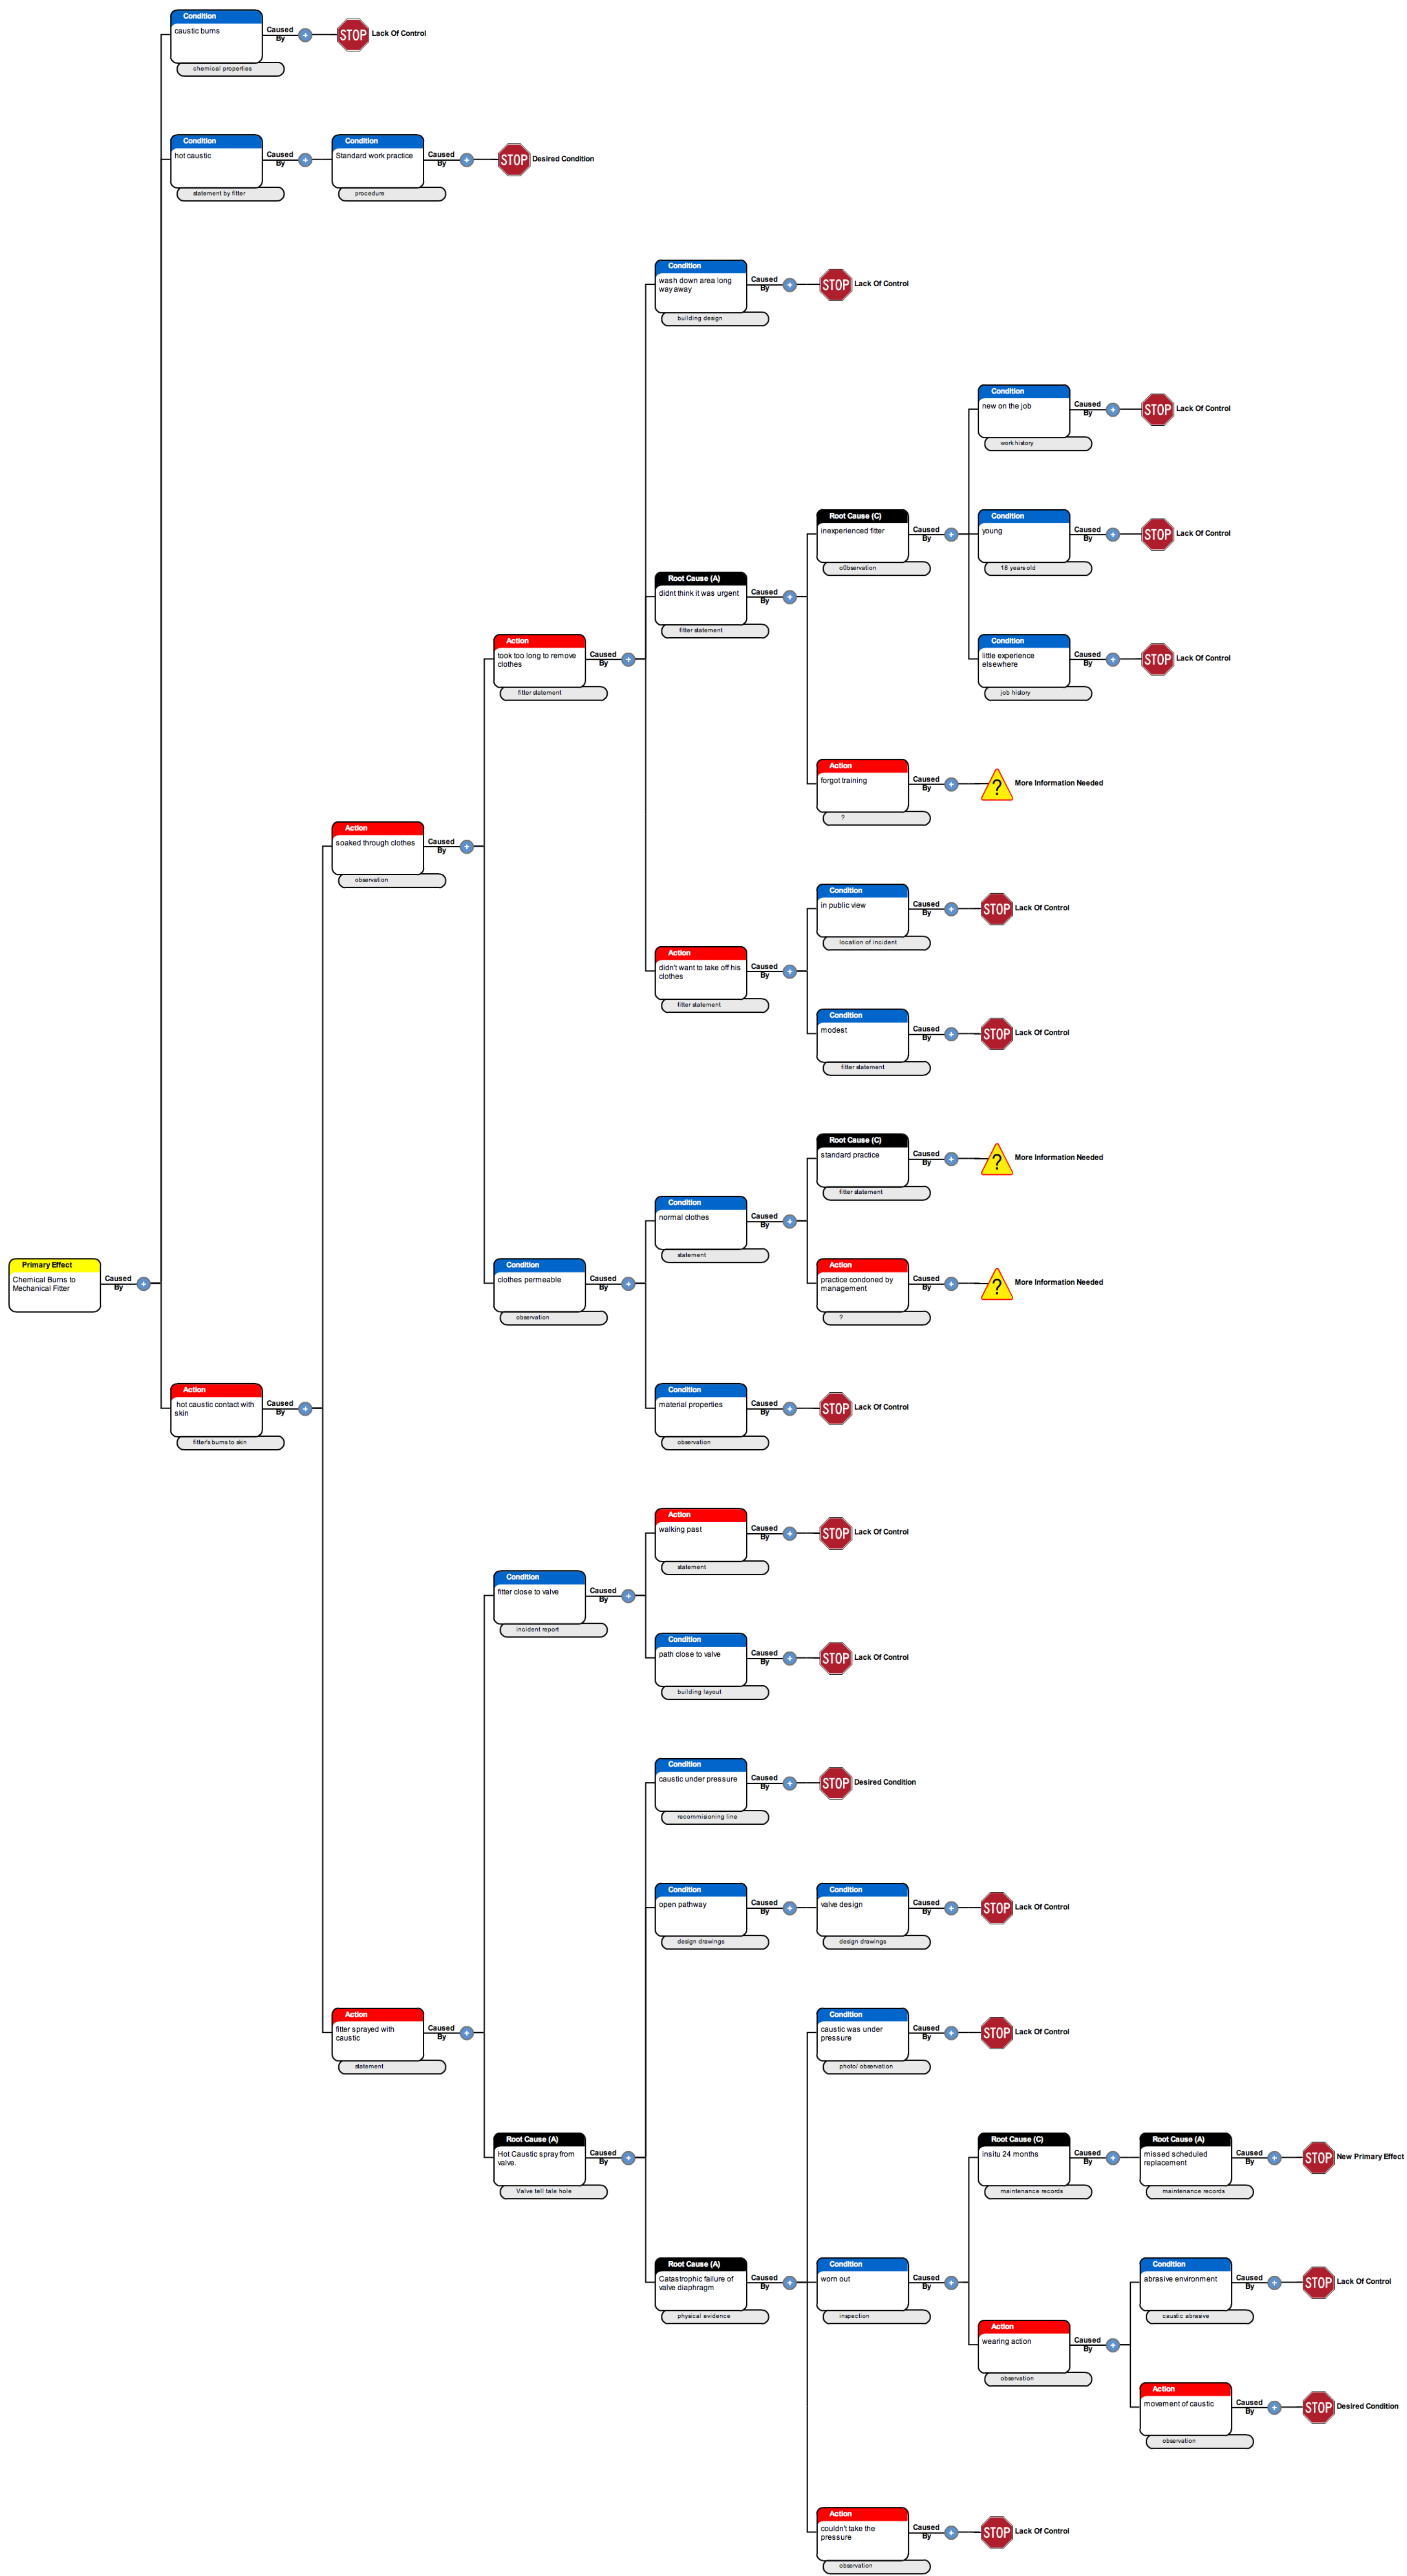 Condition
caustic burns
chemical properties
Caused
By
STOP
Lack Of Control
Condition
hot caustic
statement by fitter
Caused
By
Condition
Standard work practice
procedure
Caused
By
STOP
Desired Condition
Condition
wash down area long
way away
building design
Caused
By
STOP
Lack Of Control
Condition
new on the job
work history
Caused
By
STOP
Lack Of Control
Root Cause (C)
inexperienced fitter
o0bservation
Caused
By
Condition
young
18 years old
Caused
By
STOP
Lack Of Control
Root Cause (A)
didnt think it was urgent
fitter statement
Caused
By
Action
took too long to remove
clothes
fitter statement
Caused
By
Condition
little experience
elsewhere
job history
Caused
By
STOP
Lack Of Control
Action
forgot training
?
Caused
By
?
More Information Needed
Action
soaked through clothes
observation
Caused
By
Condition
in public view
location of incident
Caused
By
STOP
Lack Of Control
Action
didn't want to take off his
clothes
fitter statement
Caused
By
Condition
modest
fitter statement
Caused
By
STOP
Lack Of Control
Root Cause (C)
standard practice
fitter statement
Caused
By
?
More Information Needed
Condition
normal clothes
statement
Caused
By
Primary Effect
Chemical Burns to
Mechanical Fitter
Caused
By
Condition
clothes permeable
observation
Caused
By
Action
practice condoned by
management
?
Caused
By
?
More Information Needed
Action
hot caustic contact with
skin
fitter's burns to skin
Caused
By
Condition
material properties
observation
Caused
By
STOP
Lack Of Control
Action
walking past
statement
Caused
By
STOP
Lack Of Control
Condition
fitter close to valve
incident report
Caused
By
Condition
path close to valve
building layout
Caused
By
STOP
Lack Of Control
Condition
caustic under pressure
recommisioning line
Caused
By
STOP
Desired Condition
Condition
open pathway
design drawings
Caused
By
Condition
valve design
design drawings
Caused
By
STOP
Lack Of Control
Action
fitter sprayed with
caustic
statement
Caused
By
Condition
caustic was under
pressure
photo/ observation
Caused
By
STOP
Lack Of Control
Root Cause (A)
Hot Caustic spray from
valve.
Valve tell tale hole
Caused
By
Root Cause (C)
insitu 24 months
maintenance records
Caused
By
Root Cause (A)
missed scheduled
replacement
maintenance records
Caused
By
STOP
New Primary Effect
Root Cause (A)
Catastrophic failure of
valve diaphragm
physical evidence
Caused
By
Condition
worn out
inspection
Caused
By
Condition
abrasive environment
caustic abrasive
Caused
By
STOP
Lack Of Control
Action
wearing action
observation
Caused
By
Action
movement of caustic
observation
Caused
By
STOP
Desired Condition
Action
couldn't take the
pressure
observation
Caused
By
STOP
Lack Of Control